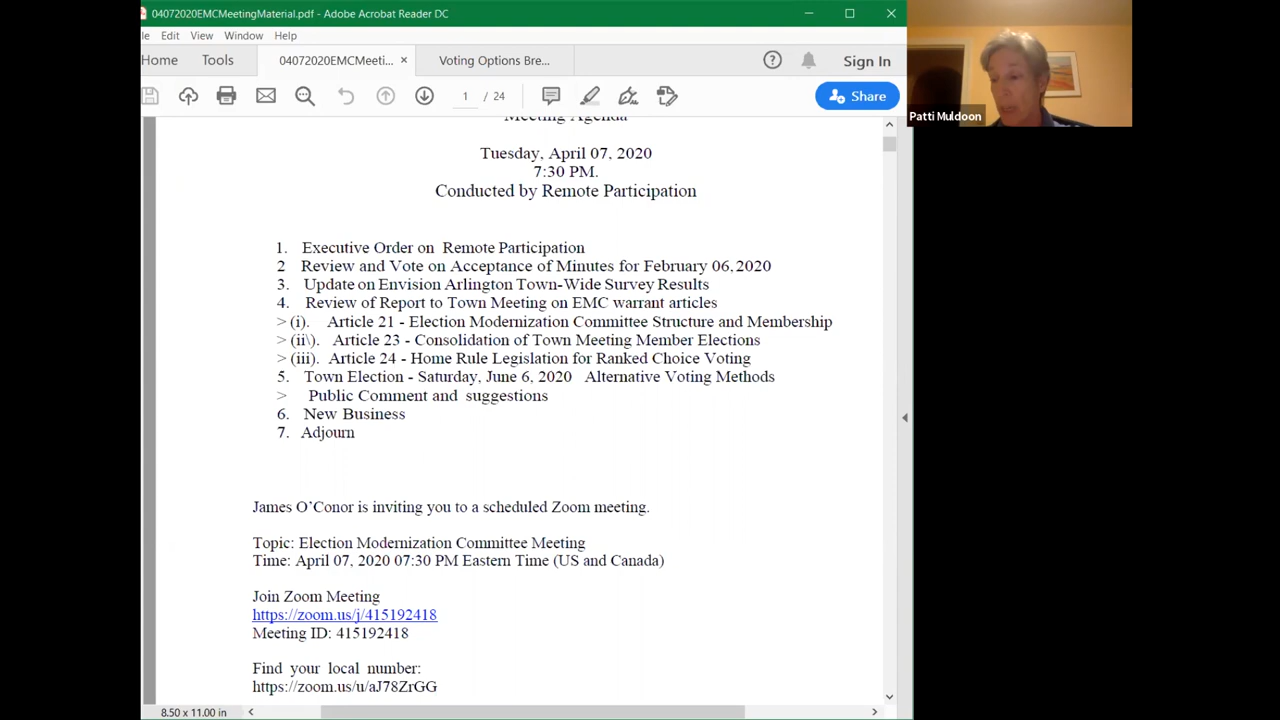 04072020EMCMeetingMaterial.pdf - Adobe Acrobat Reader DC
le Edit View Window Help
Home Tools 04072020EMCMeeti... × Voting Options Bre... Sign In
1 / 24 Share
Meeting Agenda
Tuesday, April 07, 2020
7:30 PM.
Conducted by Remote Participation
1. Executive Order on Remote Participation
2 Review and Vote on Acceptance of Minutes for February 06,2020
3. Update on Envision Arlington Town-Wide Survey Results
4. Review of Report to Town Meeting on EMC warrant articles
> (i). Article 21 - Election Modernization Committee Structure and Membership
> (ii\). Article 23 - Consolidation of Town Meeting Member Elections
> (iii). Article 24 - Home Rule Legislation for Ranked Choice Voting
5. Town Election - Saturday, June 6, 2020 Alternative Voting Methods
> Public Comment and suggestions
6. New Business
7. Adjourn
James O’Conor is inviting you to a scheduled Zoom meeting.
Topic: Election Modernization Committee Meeting
Time: April 07, 2020 07:30 PM Eastern Time (US and Canada)
Join Zoom Meeting
https://zoom.us/j/415192418
Meeting ID: 415192418
Find your local number:
https://zoom.us/u/aJ78ZrGG
8.50 x 11.00 in
Patti Muldoon